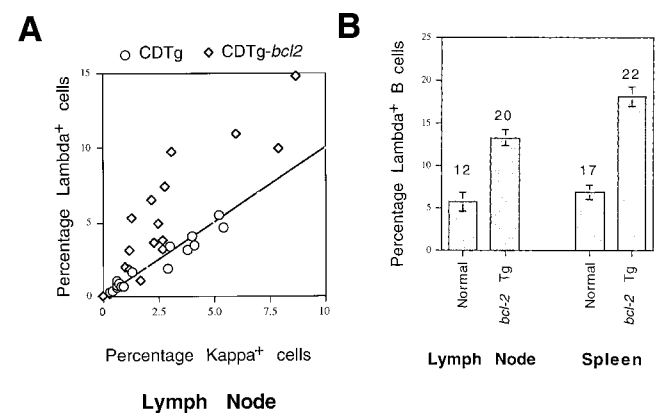 A
○ CDTg ◇ CDTg-bcl2
15
10
5
0
0 2.5 5.0 7.5 10
Percentage Lambda+ cells
Percentage Kappa+ cells
Lymph Node
B
25
20
15
10
5
0
Percentage Lambda+ B cells
12
20
17
22
Normal
bcl-2 Tg
Normal
bcl-2 Tg
Lymph Node
Spleen